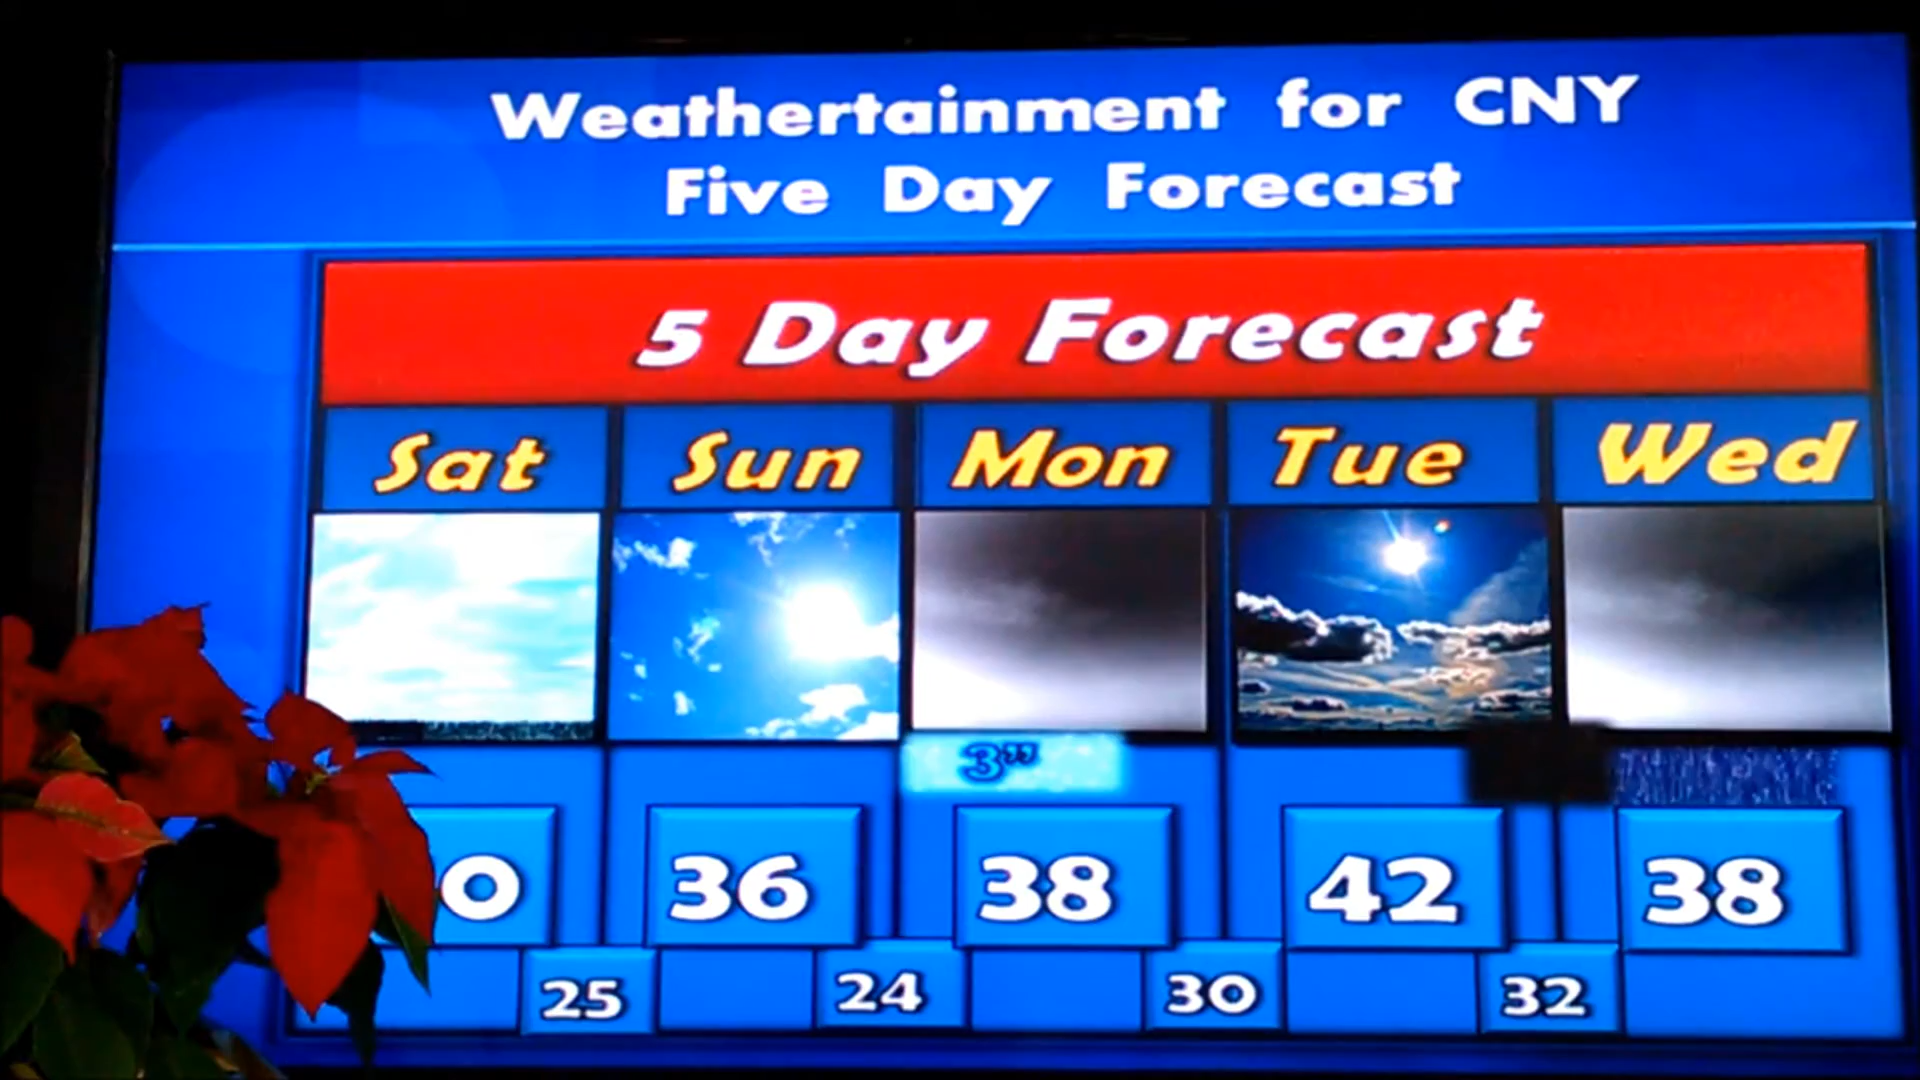 Weathertainment for CNY
Five Day Forecast
5 Day Forecast
Sat Sun Mon Tue Wed
3”
36 38 42 38
25 24 30 32